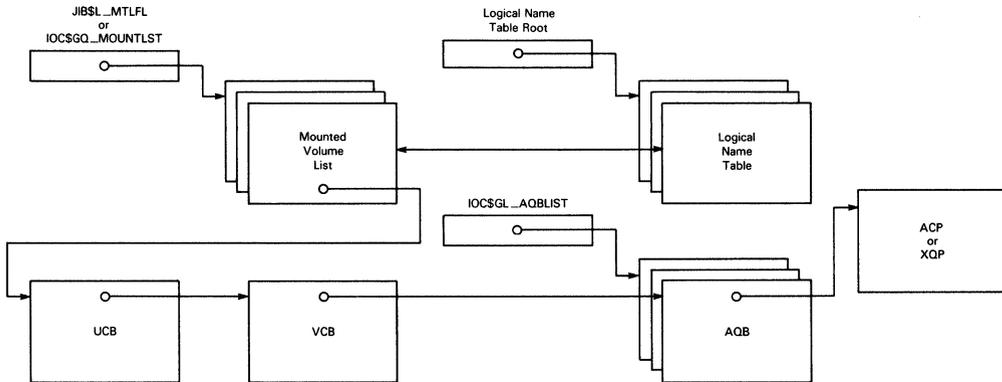 JIB$L_MTLFL
or
IOC$GQ_MOUNTLST
Logical Name
Table Root
Mounted
Volume
List
Logical
Name
Table
IOC$GL_AQBLIST
ACP
or
XQP
UCB
VCB
AQB